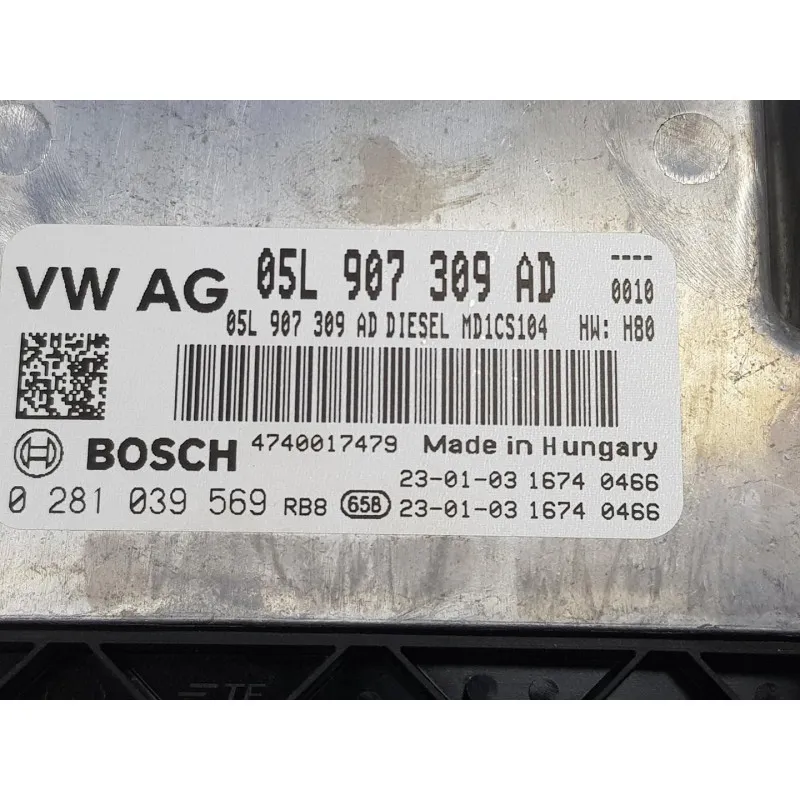 VW AG 05L 907 309 AD ----
0010
05L 907 309 AD DIESEL MD1CS104 HW: H80
BOSCH 4740017479 Made in Hungary
23-01-03 1674 0466
0 281 039 569 RB8 658 23-01-03 1674 0466
TE